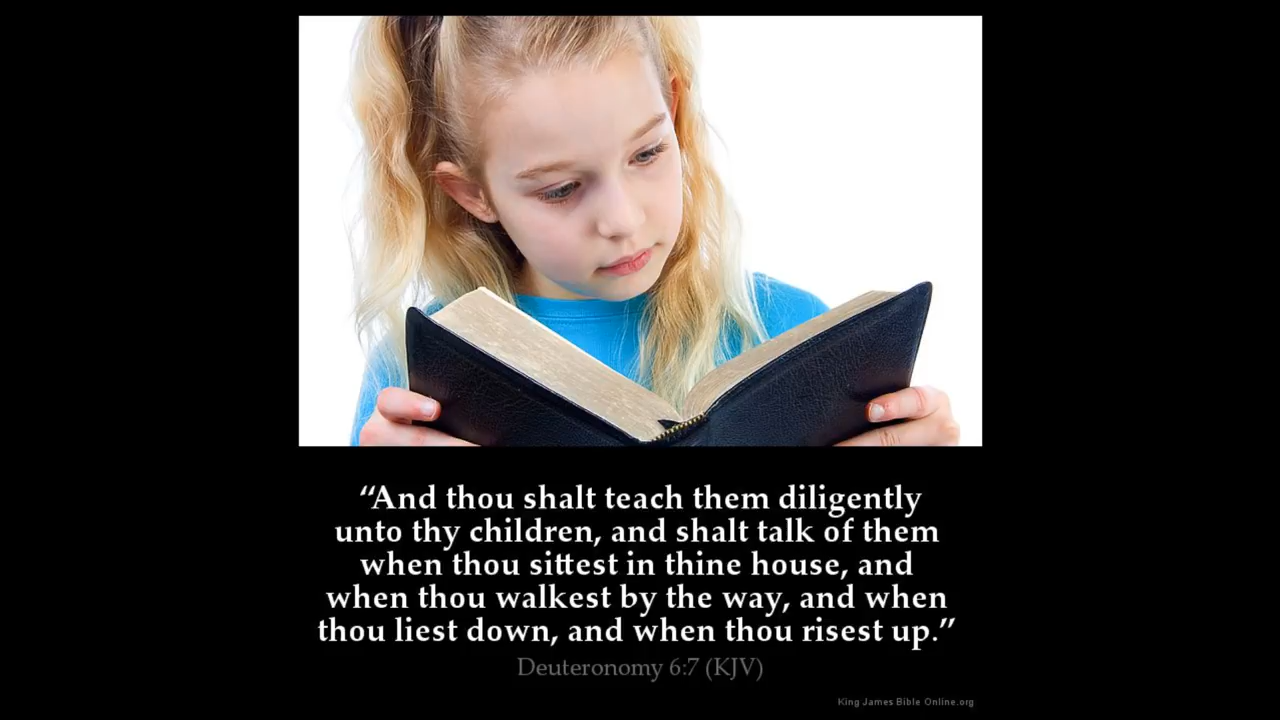 “And thou shalt teach them diligently
unto thy children, and shalt talk of them
when thou sittest in thine house, and
when thou walkest by the way, and when
thou liest down, and when thou risest up.”
Deuteronomy 6:7 (KJV)
King James Bible Online.org